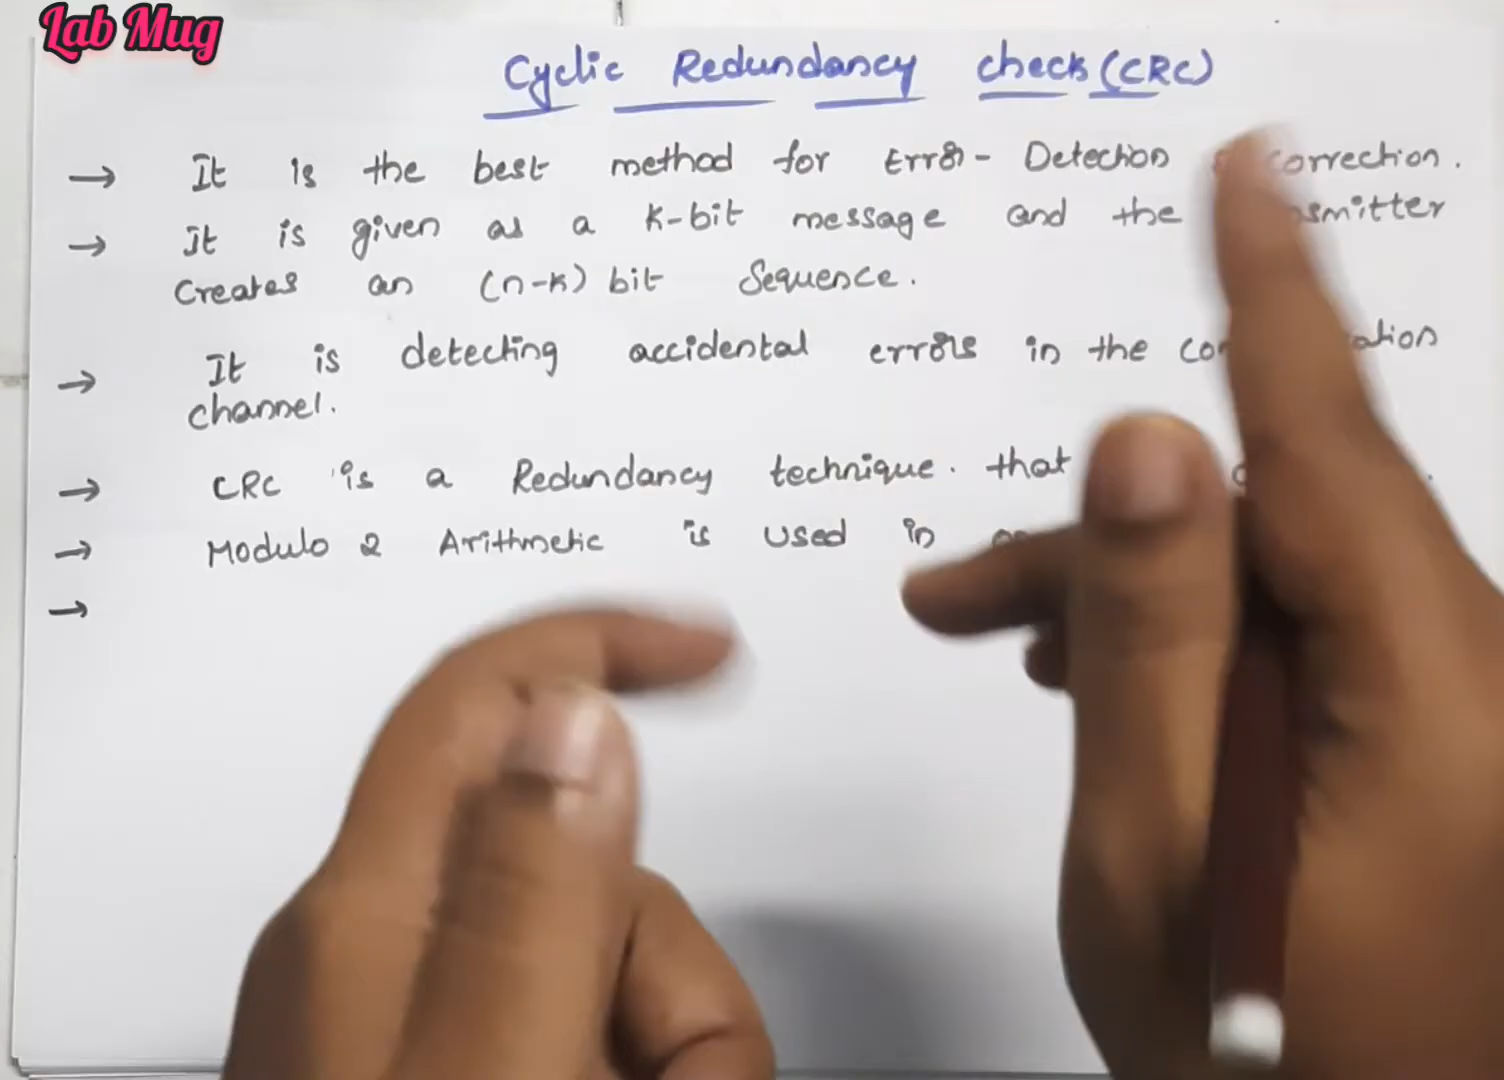 Lab Mug
Cyclic Redundancy check (CRC)
→ It is the best method for Error - Detection correction.
→ It is given as a K-bit message and the
creates an (n-k) bit sequence.
→ It is detecting accidental errors in the
channel.
→ CRC is a Redundancy technique. that
→ Modulo 2 Arithmetic is used in
→